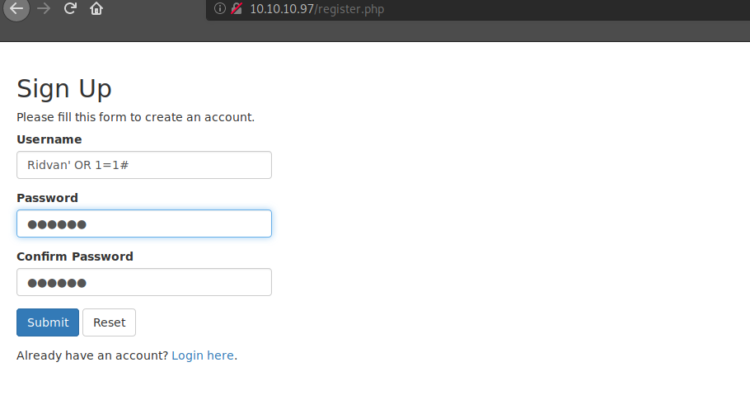 10.10.10.97/register.php
Sign Up
Please fill this form to create an account.
Username
Ridvan' OR 1=1#
Password
●●●●●●
Confirm Password
●●●●●●
Submit Reset
Already have an account? Login here.